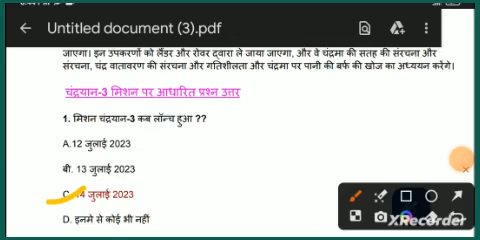 Untitled document (3).pdf
जाएगा। इन उपकरणों को लैंडर और रोवर द्वारा ले जाया जाएगा, और वे चंद्रमा की सतह की संरचना और
संरचना, चंद्र वातावरण की संरचना और गतिशीलता और चंद्रमा पर पानी की बर्फ की खोज का अध्ययन करेंगे।
चंद्रयान-3 मिशन पर आधारित प्रश्न उत्तर
1. मिशन चंद्रयान-3 कब लॉन्च हुआ ??
A.12 जुलाई 2023
बी. 13 जुलाई 2023
C. 14 जुलाई 2023
D. इनमे से कोई भी नहीं
XRecorder